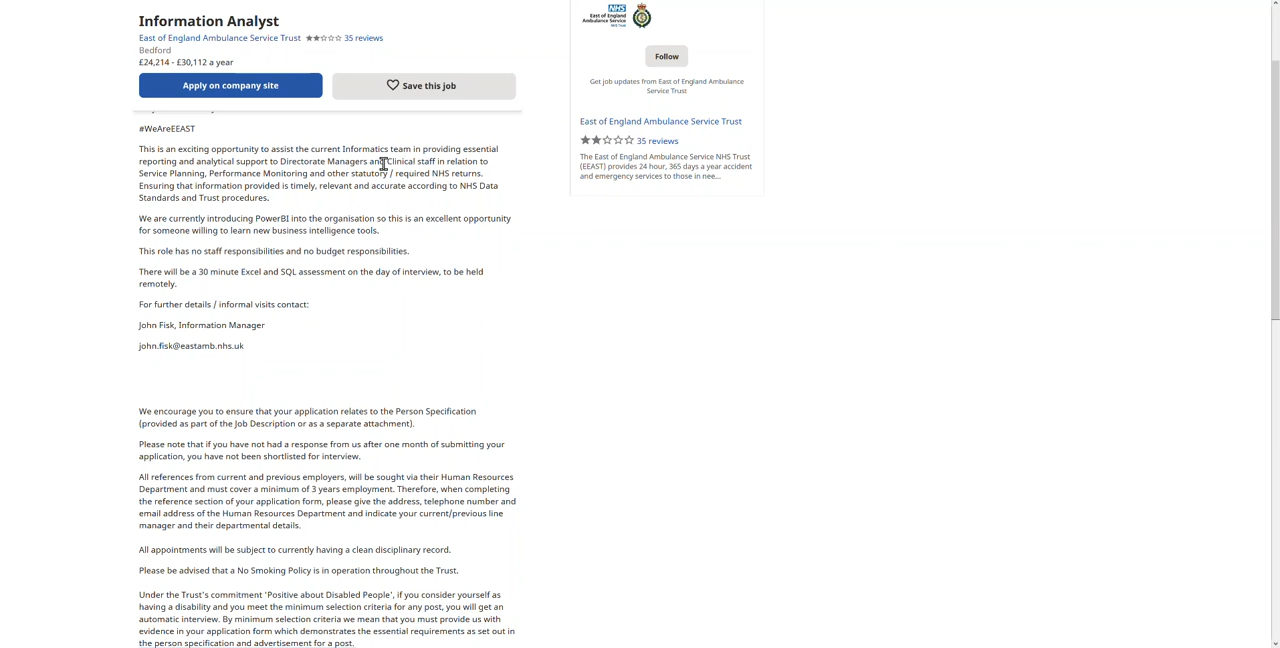 Information Analyst
East of England Ambulance Service Trust 35 reviews
Bedford
£24,214 - £30,112 a year
Apply on company site
Save this job
#WeAreEEAST
This is an exciting opportunity to assist the current Informatics team in providing essential
reporting and analytical support to Directorate Managers and Clinical staff in relation to
Service Planning, Performance Monitoring and other statutory / required NHS returns.
Ensuring that information provided is timely, relevant and accurate according to NHS Data
Standards and Trust procedures.
We are currently introducing PowerBI into the organisation so this is an excellent opportunity
for someone willing to learn new business intelligence tools.
This role has no staff responsibilities and no budget responsibilities.
There will be a 30 minute Excel and SQL assessment on the day of interview, to be held
remotely.
For further details / informal visits contact:
John Fisk, Information Manager
john.fisk@eastamb.nhs.uk
We encourage you to ensure that your application relates to the Person Specification
(provided as part of the Job Description or as a separate attachment).
Please note that if you have not had a response from us after one month of submitting your
application, you have not been shortlisted for interview.
All references from current and previous employers, will be sought via their Human Resources
Department and must cover a minimum of 3 years employment. Therefore, when completing
the reference section of your application form, please give the address, telephone number and
email address of the Human Resources Department and indicate your current/previous line
manager and their departmental details.
All appointments will be subject to currently having a clean disciplinary record.
Please be advised that a No Smoking Policy is in operation throughout the Trust.
Under the Trust's commitment 'Positive about Disabled People', if you consider yourself as
having a disability and you meet the minimum selection criteria for any post, you will get an
automatic interview. By minimum selection criteria we mean that you must provide us with
evidence in your application form which demonstrates the essential requirements as set out in
the person specification and advertisement for a post.
NHS
East of England
Ambulance Service
NHS Trust
Follow
Get job updates from East of England Ambulance
Service Trust
East of England Ambulance Service Trust
35 reviews
The East of England Ambulance Service NHS Trust
(EEAST) provides 24 hour, 365 days a year accident
and emergency services to those in nee...